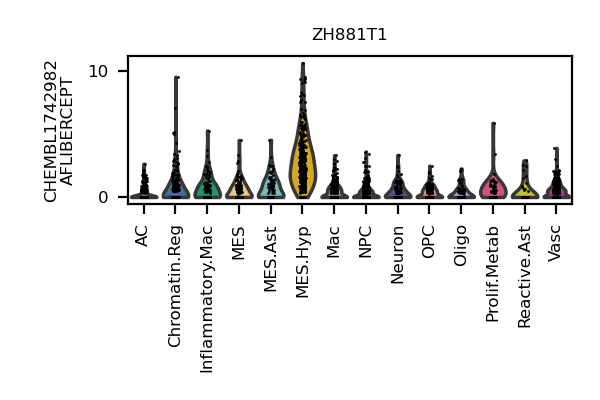 ZH881T1
CHEMBL1742982
AFLIBERCEPT
10
0
AC
Chromatin.Reg
Inflammatory.Mac
MES
MES.Ast
MES.Hyp
Mac
NPC
Neuron
OPC
Oligo
Prolif.Metab
Reactive.Ast
Vasc